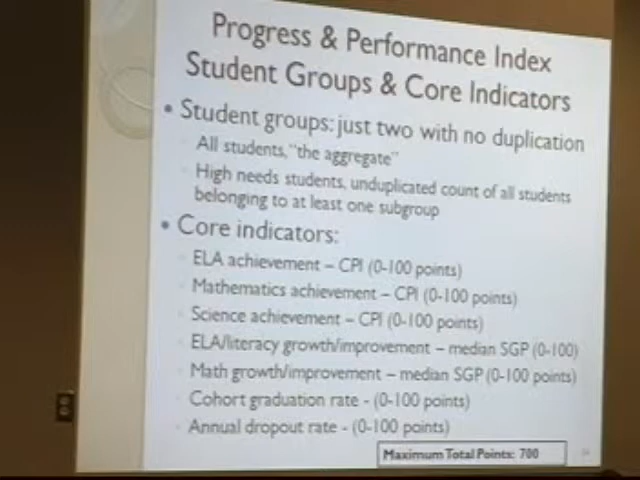 Progress & Performance Index
Student Groups & Core Indicators
• Student groups: just two with no duplication
All students, "the aggregate"
High needs students, unduplicated count of all students
belonging to at least one subgroup
• Core indicators:
ELA achievement – CPI (0-100 points)
Mathematics achievement – CPI (0-100 points)
Science achievement – CPI (0-100 points)
ELA/literacy growth/improvement – median SGP (0-100)
Math growth/improvement – median SGP (0-100 points)
Cohort graduation rate - (0-100 points)
Annual dropout rate - (0-100 points)
Maximum Total Points: 700